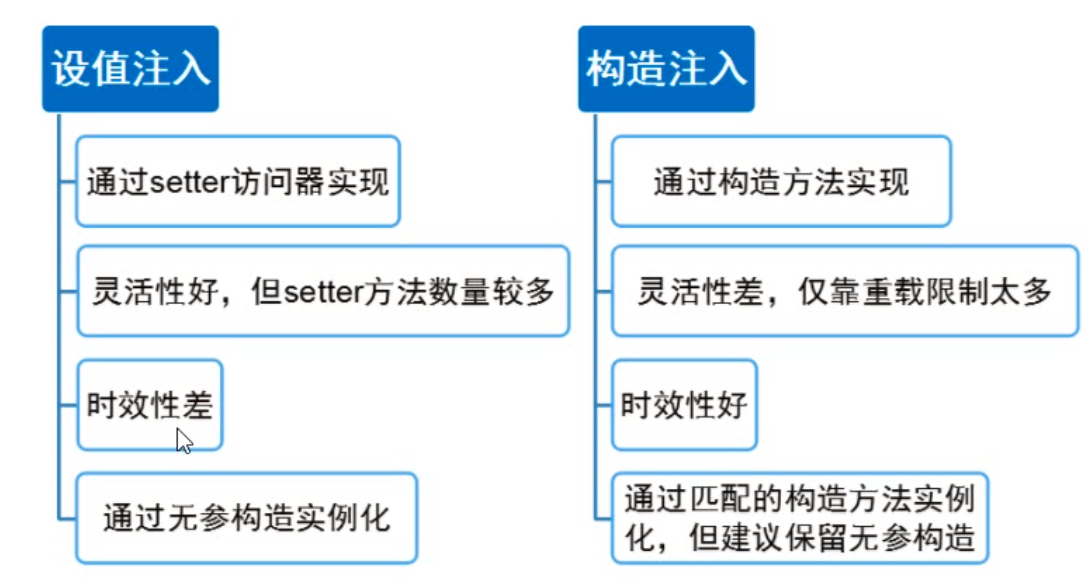 设值注入
通过setter访问器实现
灵活性好，但setter方法数量较多
时效性差
通过无参构造实例化
构造注入
通过构造方法实现
灵活性差，仅靠重载限制太多
时效性好
通过匹配的构造方法实例
化，但建议保留无参构造